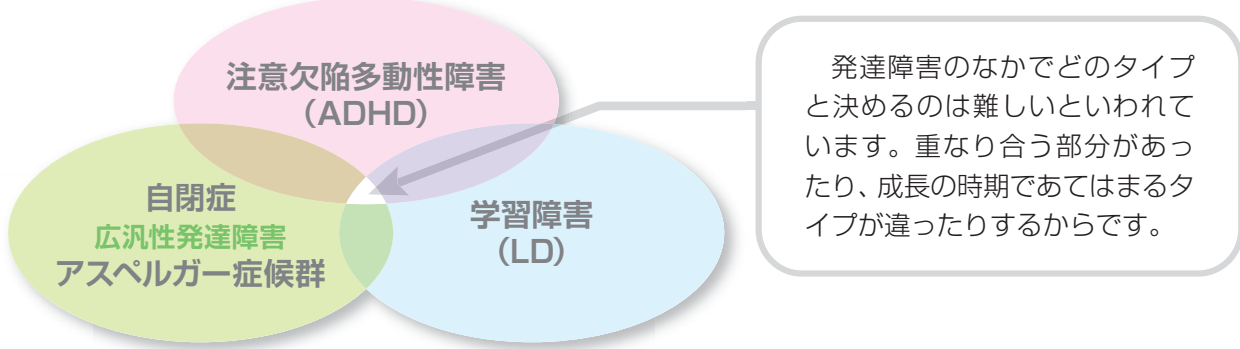 注意欠陥多動性障害
(ADHD)
自閉症
広汎性発達障害
アスペルガー症候群
学習障害
(LD)
発達障害のなかでどのタイプ
と決めるのは難しいといわれて
います。重なり合う部分があっ
たり、成長の時期であてはまるタ
イプが違ったりするからです。